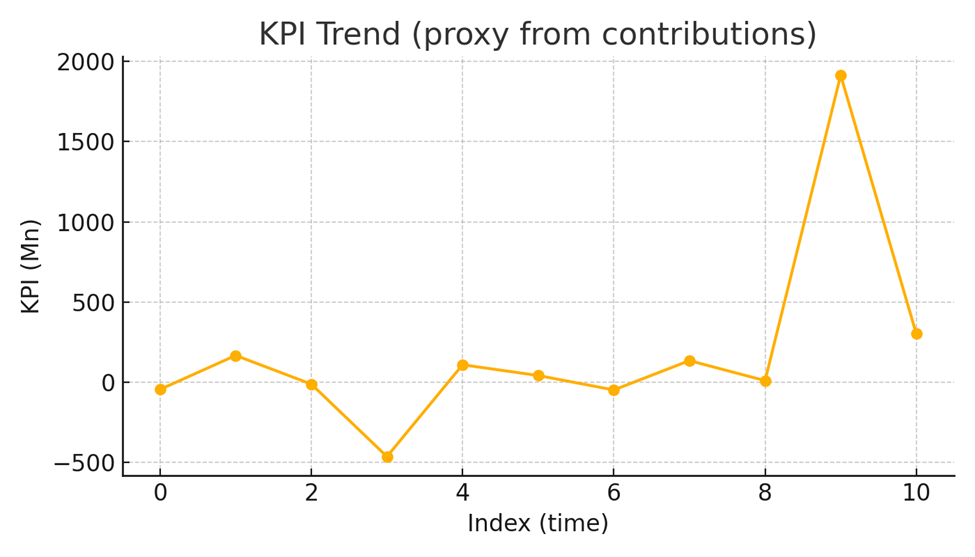 KPI Trend (proxy from contributions)
2000
1500
1000
500
0
−500
KPI (Mn)
0 2 4 6 8 10
Index (time)